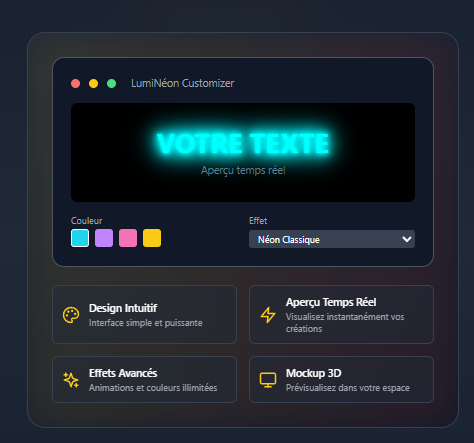 LumiNéon Customizer
VOTRE TEXTE
Aperçu temps réel
Couleur
Effet
Néon Classique
Design Intuitif
Interface simple et puissante
Aperçu Temps Réel
Visualisez instantanément vos
créations
Effets Avancés
Animations et couleurs illimitées
Mockup 3D
Prévisualisez dans votre espace